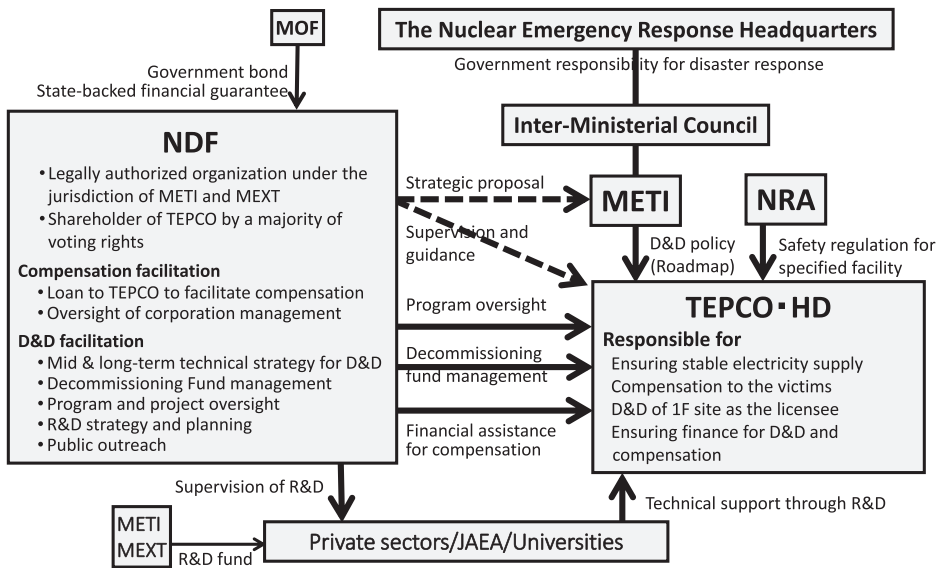 MOF
The Nuclear Emergency Response Headquarters
Government responsibility for disaster response
Government bond
State-backed financial guarantee
Inter-Ministerial Council
NDF
• Legally authorized organization under the
jurisdiction of METI and MEXT
• Shareholder of TEPCO by a majority of
voting rights
Compensation facilitation
• Loan to TEPCO to facilitate compensation
• Oversight of corporation management
D&D facilitation
• Mid & long-term technical strategy for D&D
• Decommissioning Fund management
• Program and project oversight
• R&D strategy and planning
• Public outreach
Strategic proposal
Supervision and
guidance
METI
NRA
D&D policy
(Roadmap)
Safety regulation for
specified facility
Program oversight
Decommissioning
fund management
Financial assistance
for compensation
TEPCO・HD
Responsible for
Ensuring stable electricity supply
Compensation to the victims
D&D of 1F site as the licensee
Ensuring finance for D&D and
compensation
Supervision of R&D
Technical support through R&D
METI
MEXT
R&D fund
Private sectors/JAEA/Universities